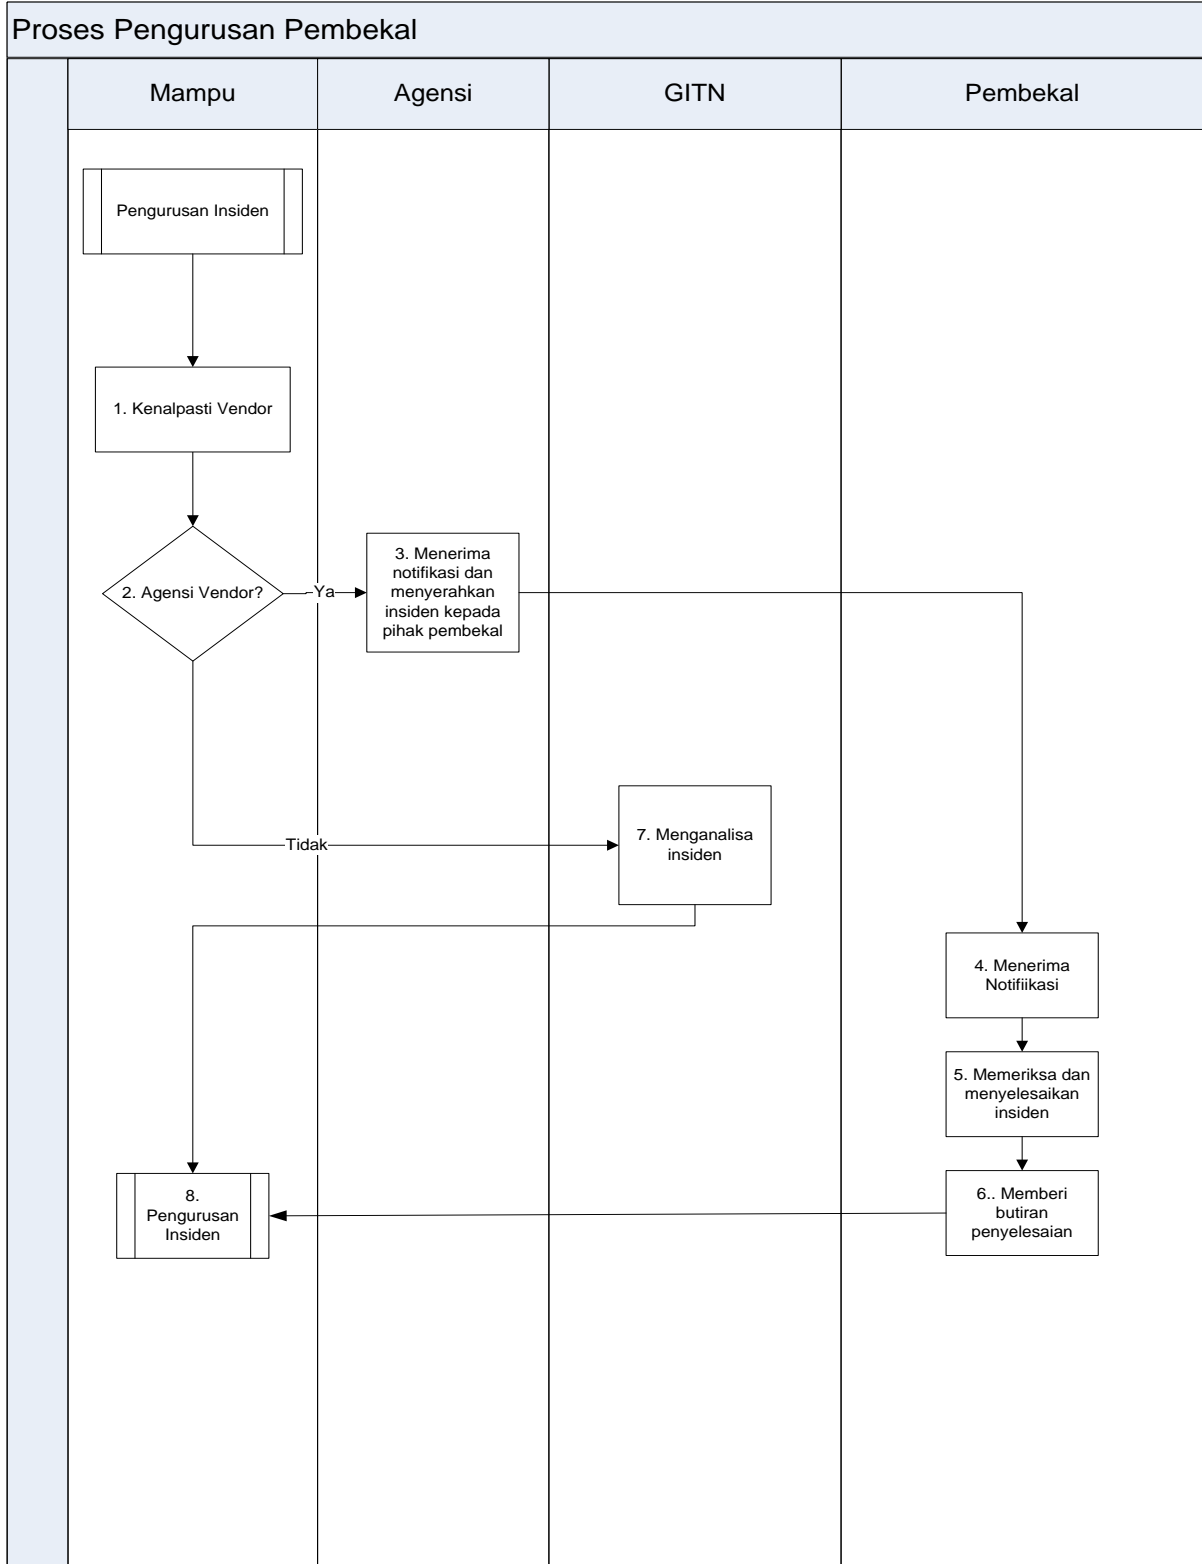 Proses Pengurusan Pembekal
Mampu
Agensi
GITN
Pembekal
Pengurusan Insiden
1. Kenalpasti Vendor
2. Agensi Vendor?
Ya
3. Menerima
notifikasi dan
menyerahkan
insiden kepada
pihak pembekal
Tidak
7. Menganalisa
insiden
4. Menerima
Notifiikasi
5. Memeriksa dan
menyelesaikan
insiden
6.. Memberi
butiran
penyelesaian
8.
Pengurusan
Insiden